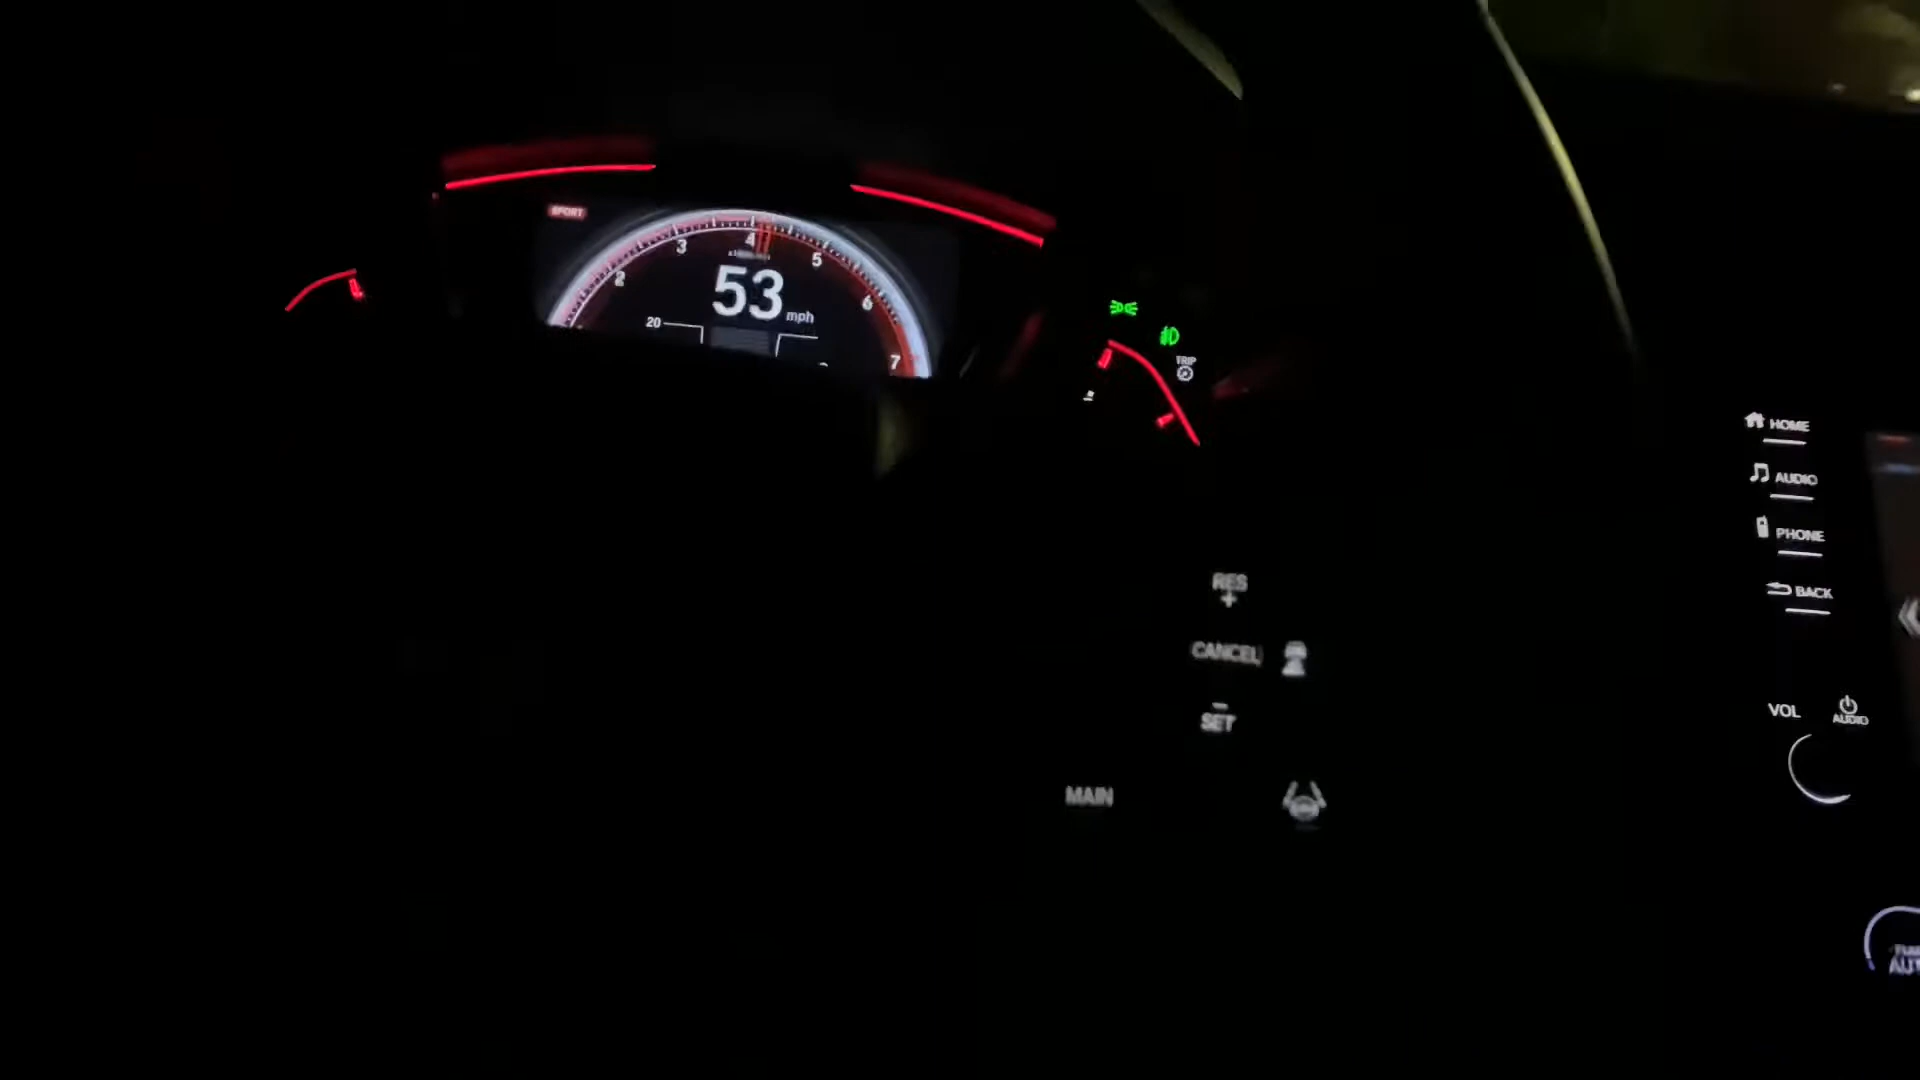 SPORT
2
3
4
5
6
7
53
mph
20
TRIP
HOME
AUDIO
PHONE
BACK
RES
+
CANCEL
-
SET
MAIN
VOL
AUDIO